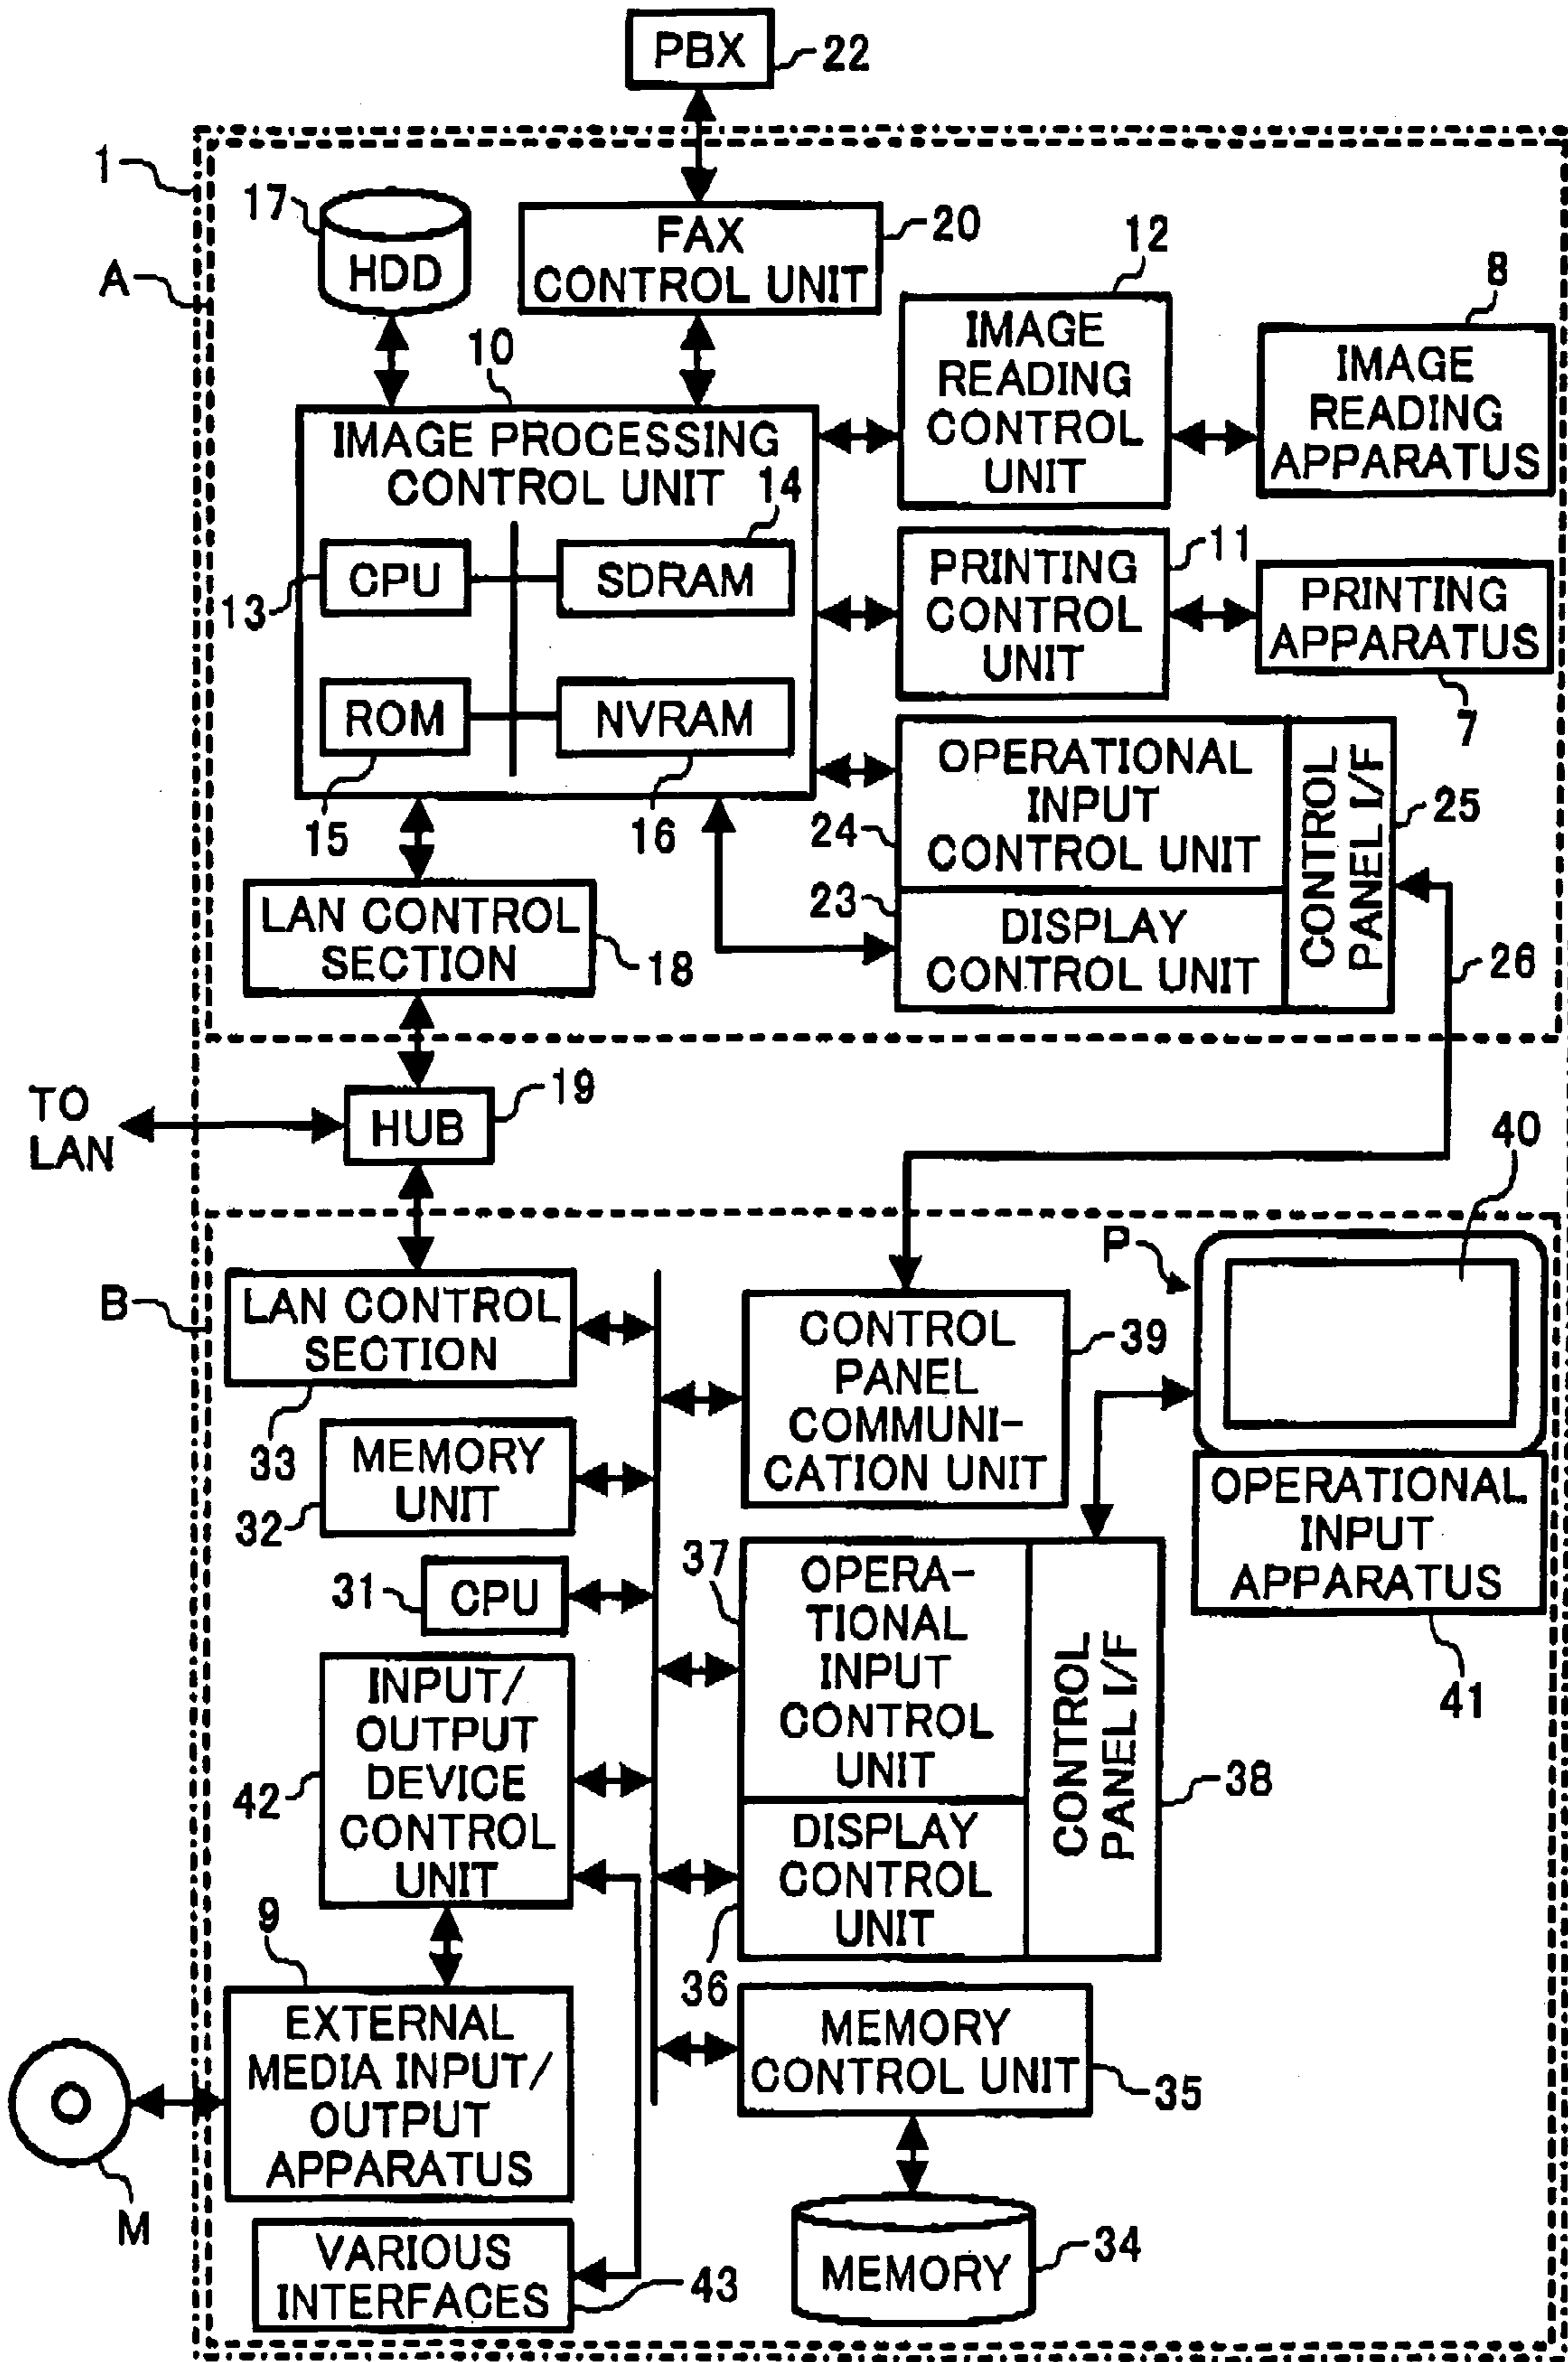 PBX
22
1
17
HDD
FAX
CONTROL UNIT
20
12
8
A
10
IMAGE
READING
CONTROL
UNIT
IMAGE
READING
APPARATUS
IMAGE PROCESSING
CONTROL UNIT
14
CPU
SDRAM
13
11
PRINTING
CONTROL
UNIT
PRINTING
APPARATUS
7
ROM
NVRAM
15
16
OPERATIONAL
INPUT
CONTROL UNIT
24
CONTROL
PANEL I/F
25
23
DISPLAY
CONTROL UNIT
LAN CONTROL
SECTION
18
26
TO
LAN
HUB
19
40
P
B
LAN CONTROL
SECTION
33
CONTROL
PANEL
COMMUNI-
CATION UNIT
39
MEMORY
UNIT
32
OPERATIONAL
INPUT
APPARATUS
41
31
CPU
37
OPERA-
TIONAL
INPUT
CONTROL
UNIT
CONTROL
PANEL I/F
38
INPUT/
OUTPUT
DEVICE
CONTROL
UNIT
42
DISPLAY
CONTROL
UNIT
36
9
EXTERNAL
MEDIA INPUT/
OUTPUT
APPARATUS
M
MEMORY
CONTROL UNIT
35
VARIOUS
INTERFACES
43
MEMORY
34